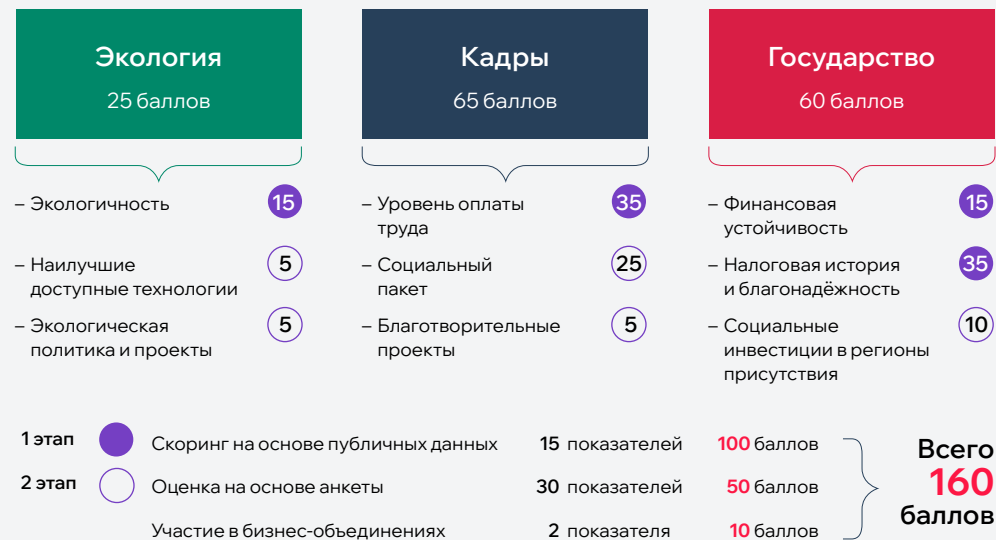 Экология
25 баллов
– Экологичность 15
– Наилучшие
доступные технологии 5
– Экологическая
политика и проекты 5
Кадры
65 баллов
– Уровень оплаты
труда 35
– Социальный
пакет 25
– Благотворительные
проекты 5
Государство
60 баллов
– Финансовая
устойчивость 15
– Налоговая история
и благонадёжность 35
– Социальные
инвестиции в регионы
присутствия 10
1 этап Скоринг на основе публичных данных 15 показателей 100 баллов
2 этап Оценка на основе анкеты 30 показателей 50 баллов
Участие в бизнес-объединениях 2 показателя 10 баллов
Всего
160
баллов